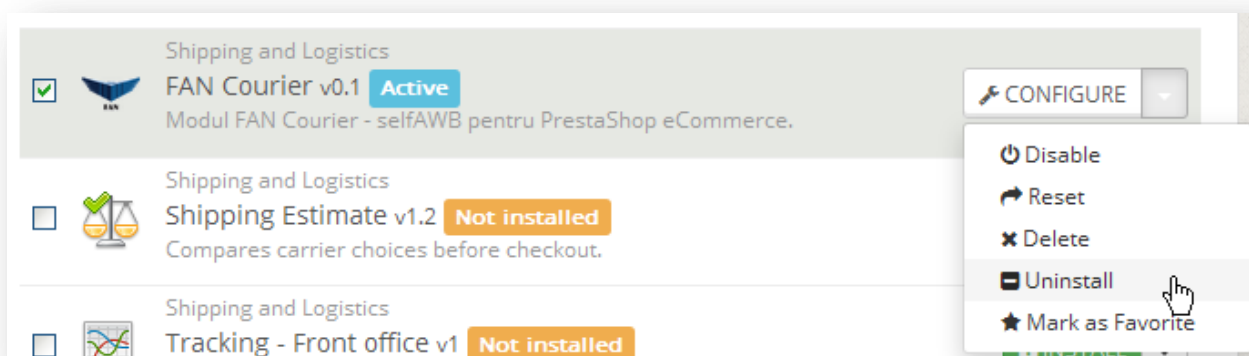 Shipping and Logistics
FAN Courier v0.1 Active
Modul FAN Courier - selfAWB pentru PrestaShop eCommerce.
FAN
CONFIGURE
Disable
Reset
Delete
Uninstall
Mark as Favorite
Shipping and Logistics
Shipping Estimate v1.2 Not installed
Compares carrier choices before checkout.
Shipping and Logistics
Tracking - Front office v1 Not installed